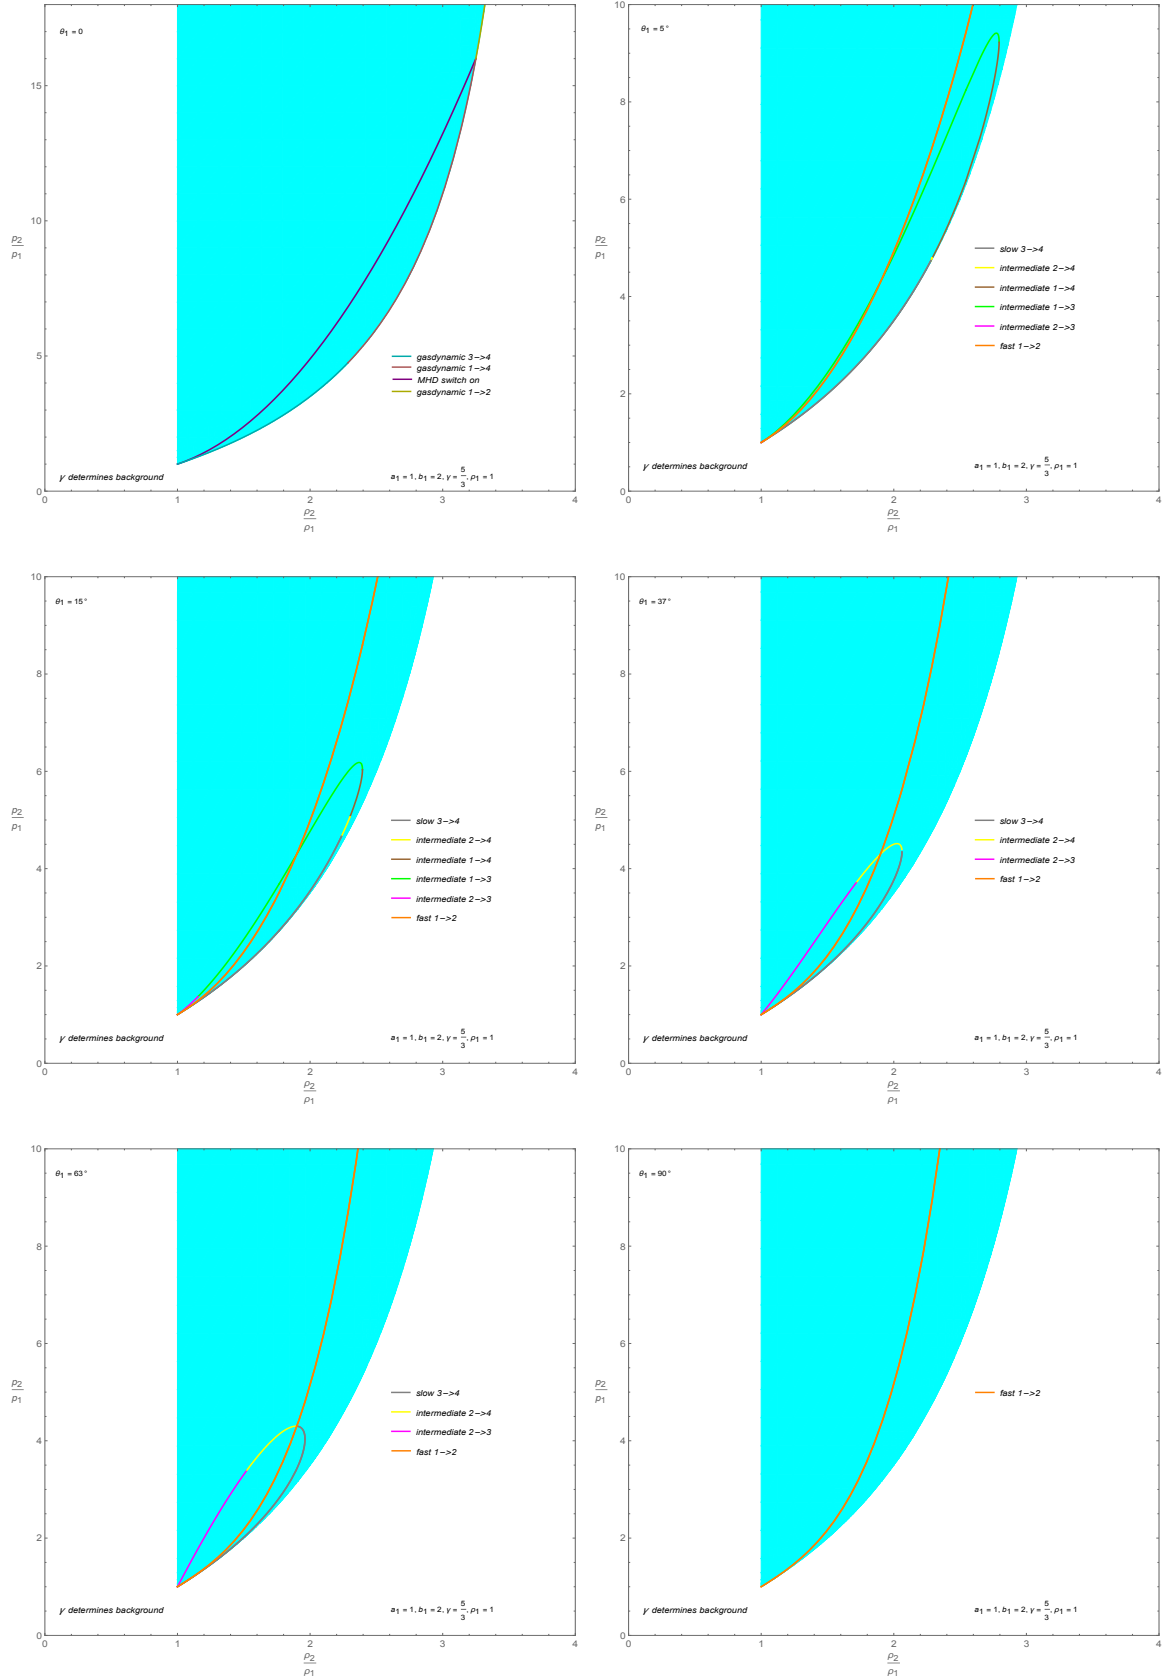 θ1 = 0
15
10
p2
p1
5
gasdynamic 3->4
gasdynamic 1->4
MHD switch on
gasdynamic 1->2
γ determines background
a1 = 1, b1 = 2, γ = 5/3, ρ1 = 1
0
0 1 2 3 4
ρ2
ρ1
10
θ1 = 5°
8
6
p2
p1
4
slow 3->4
intermediate 2->4
intermediate 1->4
intermediate 1->3
intermediate 2->3
fast 1->2
2
γ determines background
a1 = 1, b1 = 2, γ = 5/3, ρ1 = 1
0
0 1 2 3 4
ρ2
ρ1
10
θ1 = 15°
8
6
p2
p1
4
slow 3->4
intermediate 2->4
intermediate 1->4
intermediate 1->3
intermediate 2->3
fast 1->2
2
γ determines background
a1 = 1, b1 = 2, γ = 5/3, ρ1 = 1
0
0 1 2 3 4
ρ2
ρ1
10
θ1 = 37°
8
6
p2
p1
4
slow 3->4
intermediate 2->4
intermediate 2->3
fast 1->2
2
γ determines background
a1 = 1, b1 = 2, γ = 5/3, ρ1 = 1
0
0 1 2 3 4
ρ2
ρ1
10
θ1 = 63°
8
6
p2
p1
4
slow 3->4
intermediate 2->4
intermediate 2->3
fast 1->2
2
γ determines background
a1 = 1, b1 = 2, γ = 5/3, ρ1 = 1
0
0 1 2 3 4
ρ2
ρ1
10
θ1 = 90°
8
6
p2
p1
4
fast 1->2
2
γ determines background
a1 = 1, b1 = 2, γ = 5/3, ρ1 = 1
0
0 1 2 3 4
ρ2
ρ1